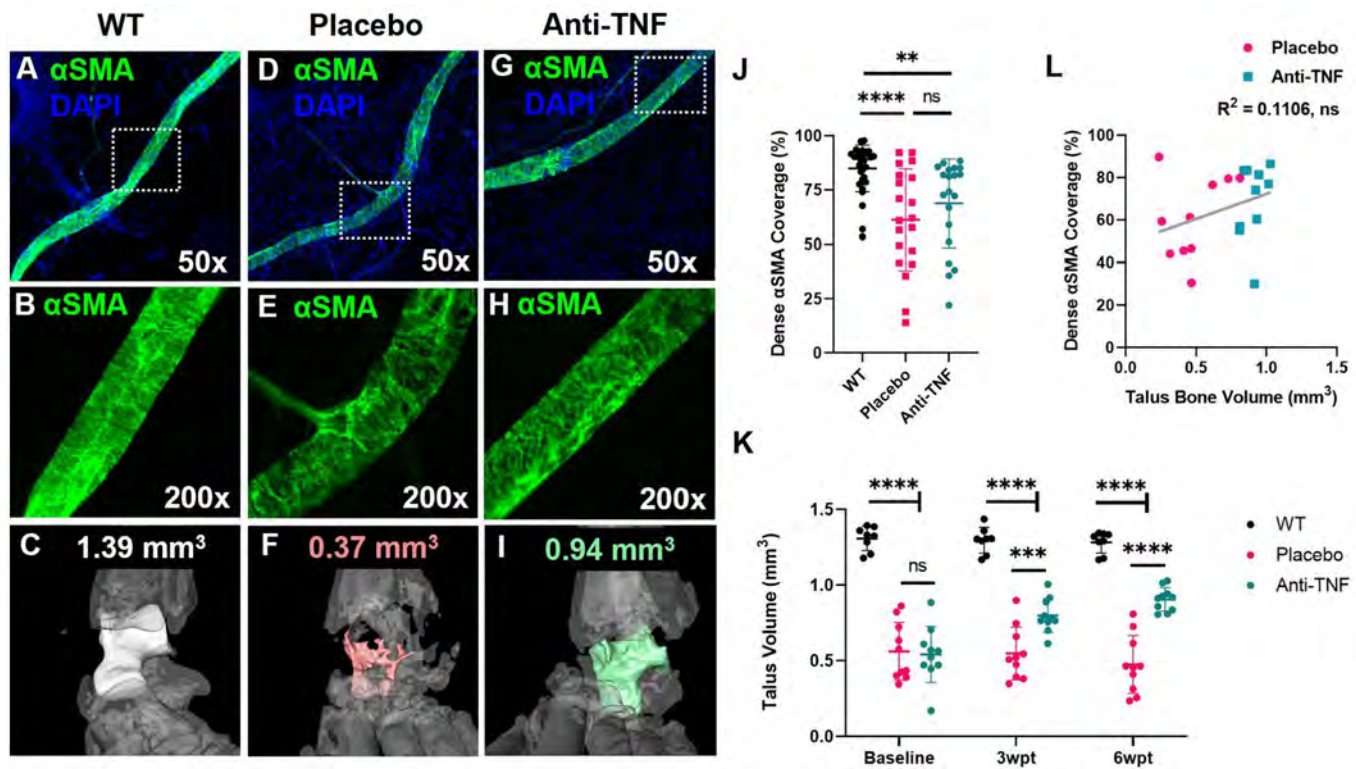 WT
Placebo
Anti-TNF
A αSMA
DAPI
50x
D αSMA
DAPI
50x
G αSMA
DAPI
50x
B αSMA
200x
E αSMA
200x
H αSMA
200x
C 1.39 mm³
F 0.37 mm³
I 0.94 mm³
J
**
****
ns
Dense αSMA Coverage (%)
100
75
50
25
0
WT
Placebo
Anti-TNF
L
Placebo
Anti-TNF
R² = 0.1106, ns
Dense αSMA Coverage (%)
100
80
60
40
20
0
0.0
0.5
1.0
1.5
Talus Bone Volume (mm³)
K
****
ns
****
***
****
****
Talus Volume (mm³)
1.5
1.0
0.5
0.0
Baseline
3wpt
6wpt
WT
Placebo
Anti-TNF